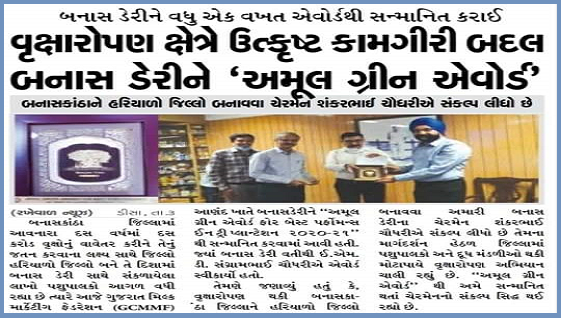 બનાસ ડેરીને વધુ એક વખત એવોર્ડથી સન્માનિત કરાઈ
વૃક્ષારોપણ ક્ષેત્રે ઉત્કૃષ્ટ કામગીરી બદલ
બનાસ ડેરીને ‘અમૂલ ગ્રીન એવોર્ડ’
બનાસકાંઠાને હરિયાળો જિલ્લો બનાવવા ચેરમેન શંકરભાઈ ચૌધરીએ સંકલ્પ લીધો છે
(રખેવાળ ન્યૂઝ) ડીસા, તા.૩
બનાસકાંઠા જિલ્લામાં
આવનારા દસ વર્ષમાં દસ
કરોડ વૃક્ષોનું વાવેતર કરીને તેનું
જતન કરવાના લક્ષ્ય સાથે જિલ્લો
હરિયાળો જિલ્લો બને તે દિશામાં
બનાસ ડેરી સાથે સંકળાયેલા
લાખો પશુપાલકો આગળ વધી
રહ્યા છે ત્યારે આજે ગુજરાત મિલ્ક
માર્કેટીંગ ફેડરેશન (GCMMF)
આણંદ ખાતે બનાસડેરીને “અમૂલ
ગ્રીન એવોર્ડ ફોર બેસ્ટ પર્ફોમન્સ
ઈન ટ્રી પ્લાન્ટેશન ૨૦૨૦-૨૧”
થી સન્માનિત કરવામાં આવી હતી.
જ્યાં બનાસ ડેરી વતીથી ઈ.એમ.
ડી. સંગ્રામભાઈ ચૌધરીએ એવોર્ડ
સ્વીકાર્યો હતો.
તેમણે જણાવ્યું હતું કે,
વૃક્ષારોપણ થકી બનાસકાં-
ઠા જિલ્લાને હરિયાળો જિલ્લો
બનાવવા અમારી બનાસ
ડેરીના ચેરમેન શંકરભાઈ
ચૌધરીએ સંકલ્પ લીધો છે તેમના
માર્ગદર્શન હેઠળ જિલ્લામાં
પશુપાલકો અને દૂધ મંડળીઓ થકી
મોટાપાયે વૃક્ષારોપણ અભિયાન
ચાલી રહ્યું છે. “અમૂલ ગ્રીન
એવોર્ડ” થી અમે સન્માનિત
થતાં ચેરમેનનો સંકલ્પ સિદ્ધ થઈ
રહ્યો છે.